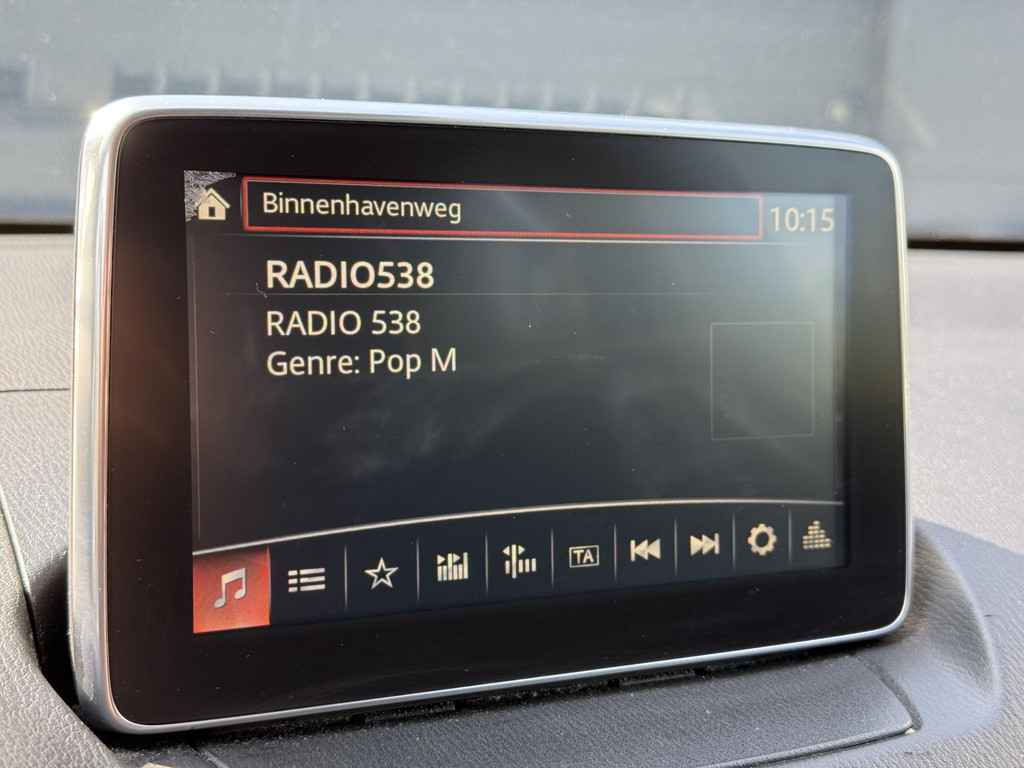 Binnenhavenweg
10:15
RADIO538
RADIO 538
Genre: Pop M
TA